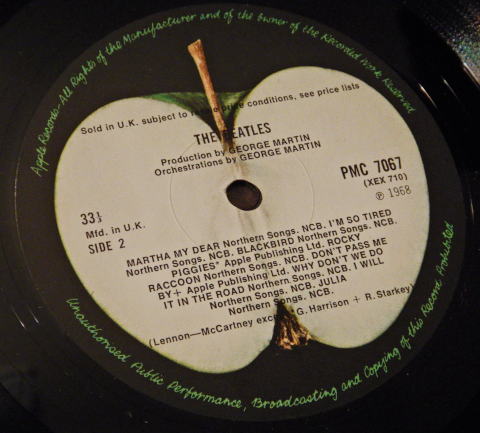 Apple Records. All Rights of the Manufacturer and of the owner of the Recorded Work Reserved
Sold in U.K. subject to price conditions, see price lists
THE BEATLES
Production by GEORGE MARTIN
Orchestrations by GEORGE MARTIN
PMC 7067
(XEX 710)
℗ 1968
33⅓
Mfd. in U.K.
SIDE 2
MARTHA MY DEAR Northern Songs. NCB. I'M SO TIRED
Northern Songs. NCB. BLACKBIRD Northern Songs. NCB.
PIGGIES* Apple Publishing Ltd. ROCKY
RACCOON Northern Songs. NCB. DON'T PASS ME
BY+ Apple Publishing Ltd. WHY DON'T WE DO
IT IN THE ROAD Northern Songs. NCB. I WILL
Northern Songs. NCB. JULIA
Northern Songs. NCB.
(Lennon—McCartney G. Harrison + R. Starkey)
Unauthorised Public Performance, Broadcasting and Copying of this Record Prohibited